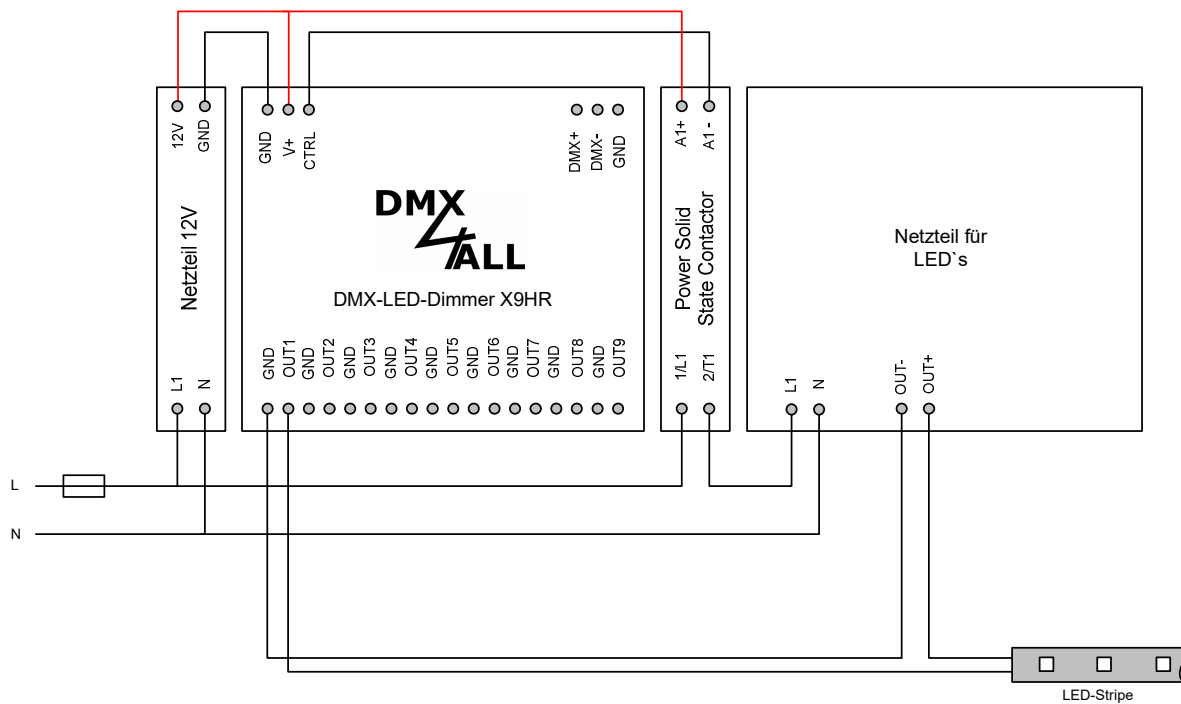 12V
GND
GND
V+
CTRL
DMX+
DMX-
GND
A1+
A1 -
Netzteil 12V
DMX
4
ALL
DMX-LED-Dimmer X9HR
Power Solid
State Contactor
Netzteil für
LED`s
L1
N
GND
OUT1
GND
OUT2
GND
OUT3
GND
OUT4
GND
OUT5
GND
OUT6
GND
OUT7
GND
OUT8
GND
OUT9
1/L1
2/T1
L1
N
OUT-
OUT+
L
N
LED-Stripe